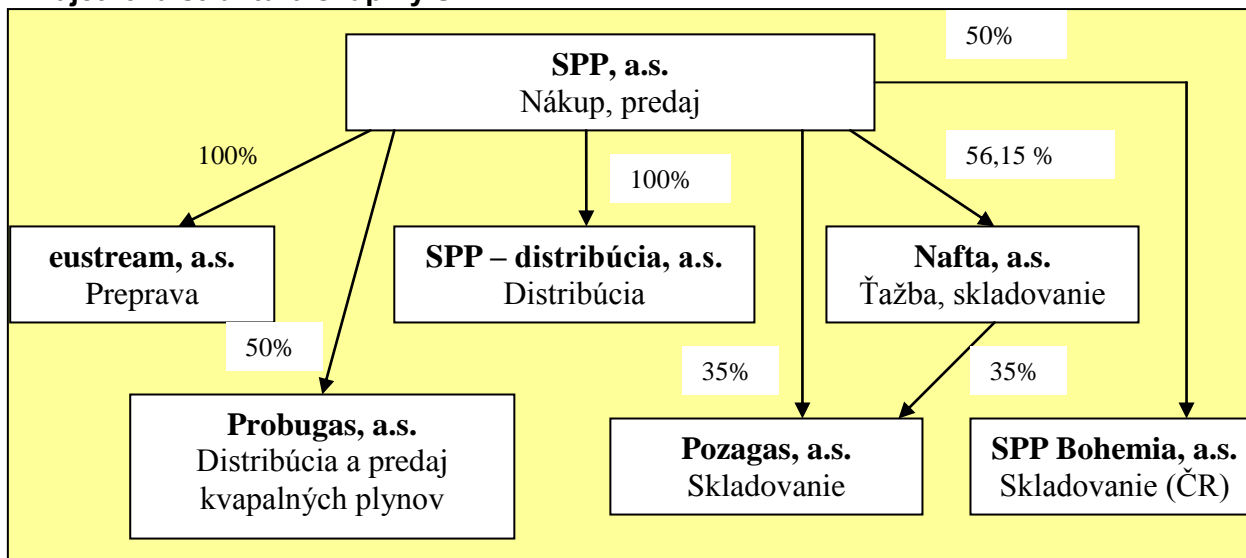 50%
SPP, a.s.
Nákup, predaj
100%
100%
56,15 %
eustream, a.s.
Preprava
SPP – distribúcia, a.s.
Distribúcia
Nafta, a.s.
Ťažba, skladovanie
50%
35%
35%
Probugas, a.s.
Distribúcia a predaj
kvapalných plynov
Pozagas, a.s.
Skladovanie
SPP Bohemia, a.s.
Skladovanie (ČR)